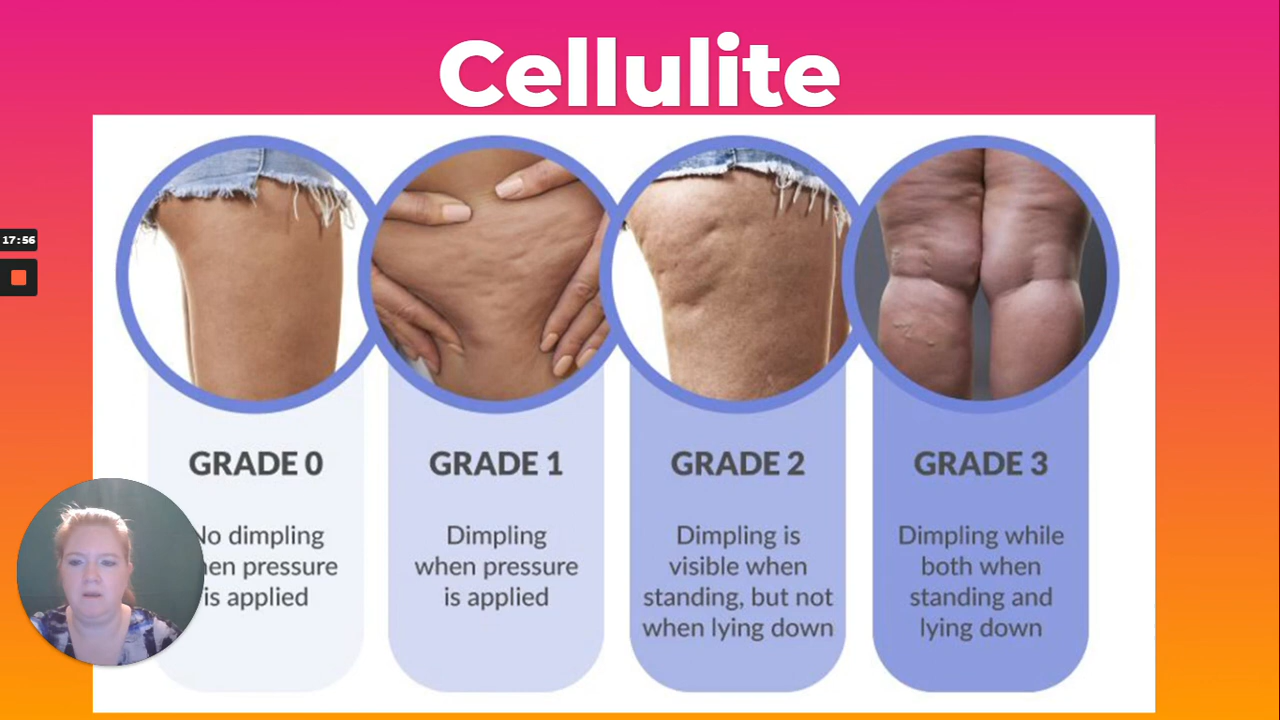 Cellulite
17:56
GRADE 0
No dimpling
pressure
is applied
GRADE 1
Dimpling
when pressure
is applied
GRADE 2
Dimpling is
visible when
standing, but not
when lying down
GRADE 3
Dimpling while
both when
standing and
lying down